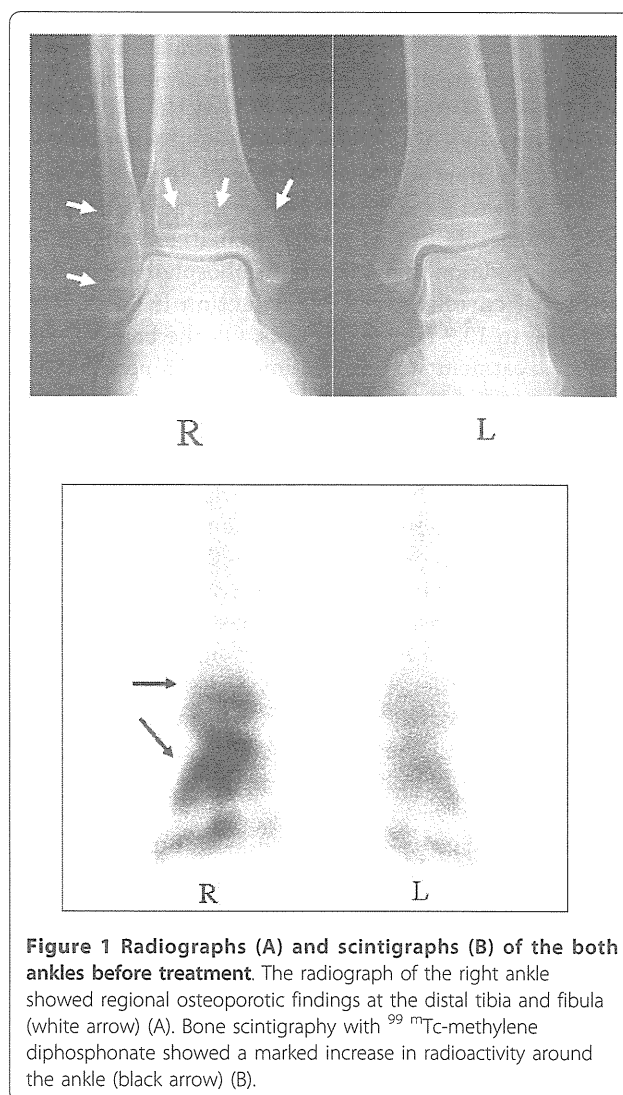 R L
R L
Figure 1 Radiographs (A) and scintigraphs (B) of the both
ankles before treatment. The radiograph of the right ankle
showed regional osteoporotic findings at the distal tibia and fibula
(white arrow) (A). Bone scintigraphy with ⁹⁹ ᵐTc-methylene
diphosphonate showed a marked increase in radioactivity around
the ankle (black arrow) (B).